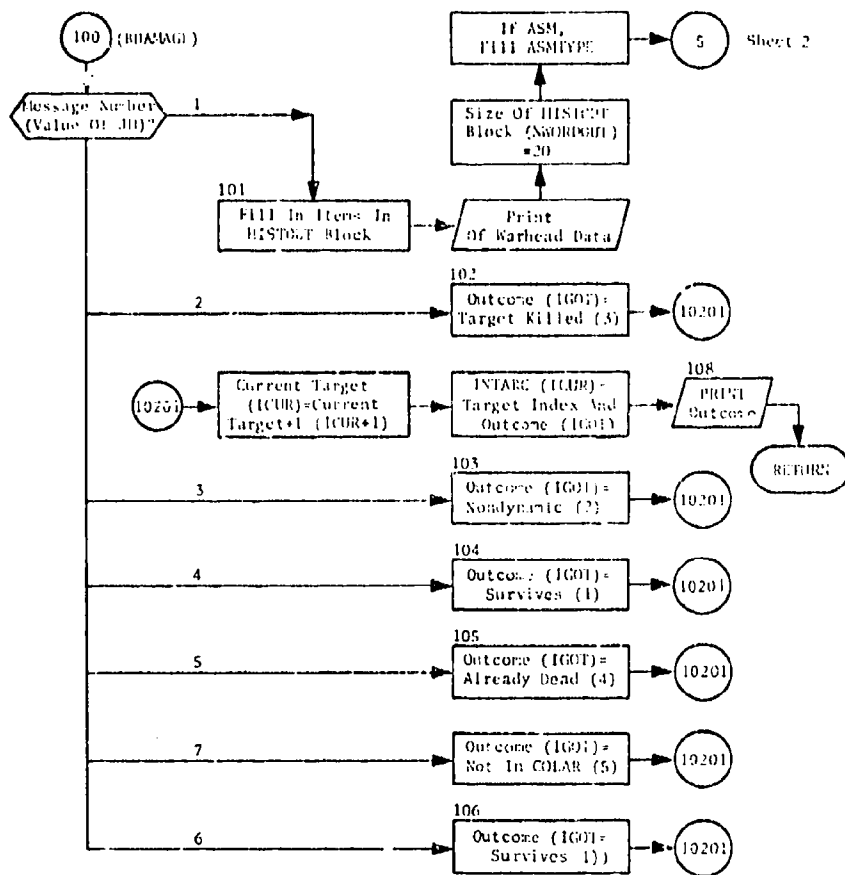 100 (BDAMAGE)
Message Number
(Value Of JB)?
1
101
Fill In Items In
HISTOUT Block
Print
Of Warhead Data
Size Of HISTOUT
Block (NWORDOUT)
=20
If ASM,
Fill ASMTYPE
5 Sheet 2
2
102
Outcome (IGOT)=
Target Killed (3)
10201
10201
Current Target
(ICUR)=Current
Target+1 (ICUR+1)
INTARG (ICUR)=
Target Index And
Outcome (IGOT)
108
PRINT
Outcome
RETURN
3
103
Outcome (IGOT)=
Nondynamic (2)
10201
4
104
Outcome (IGOT)=
Survives (1)
10201
5
105
Outcome (IGOT)=
Already Dead (4)
10201
7
Outcome (IGOT)=
Not In COLAR (5)
10201
6
106
Outcome (IGOT=
Survives 1))
10201